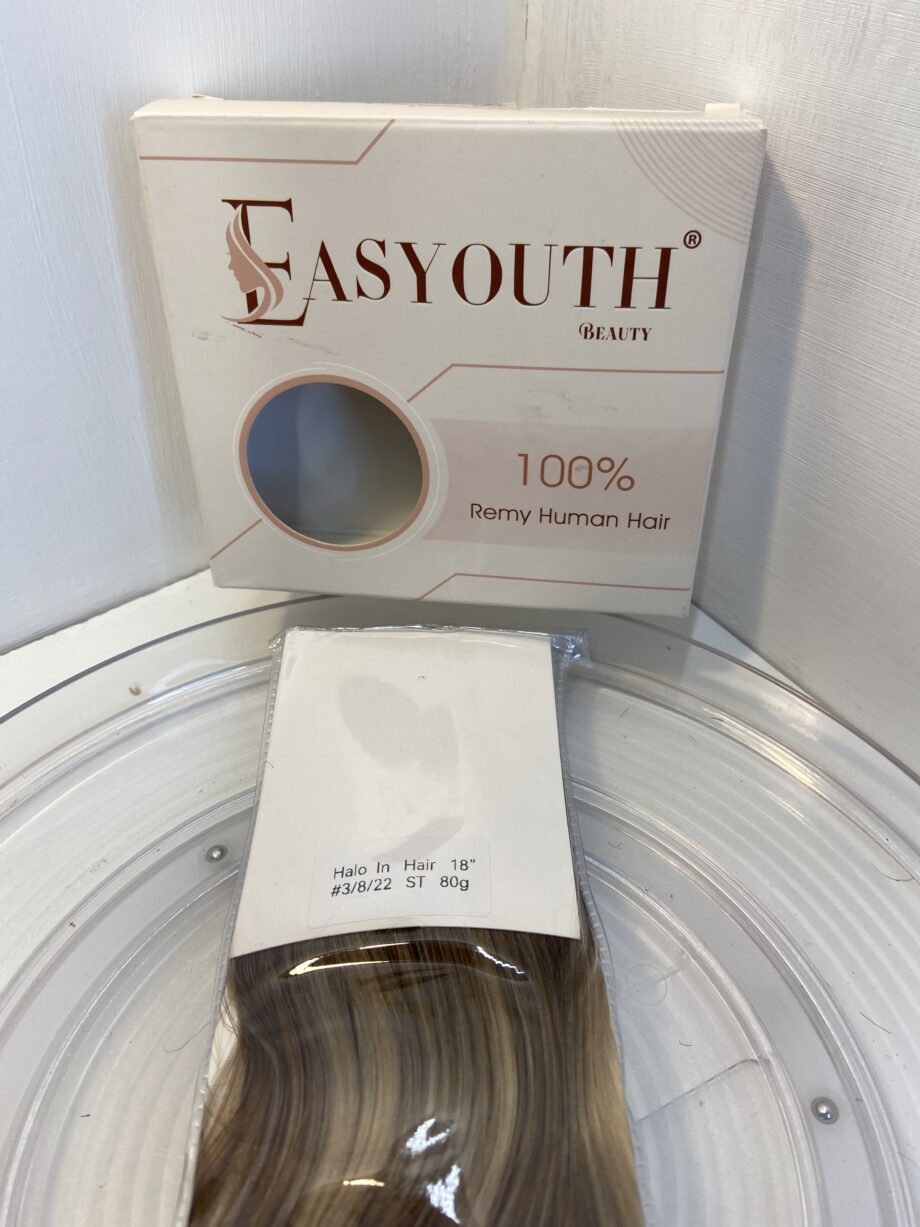 EASYOUTH®
BEAUTY
100%
Remy Human Hair
Halo In Hair 18"
#3/8/22 ST 80g